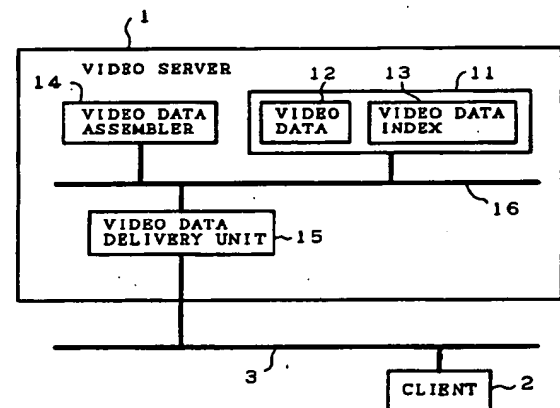 1
VIDEO SERVER
14
12
13
11
VIDEO DATA
ASSEMBLER
VIDEO
DATA
VIDEO DATA
INDEX
16
VIDEO DATA
DELIVERY UNIT
15
3
CLIENT
2